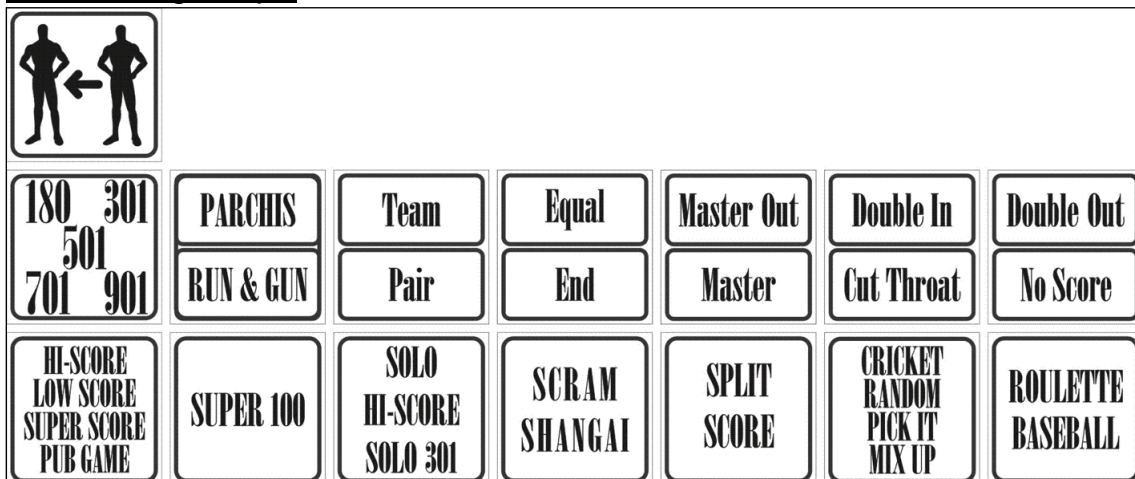 180 301
501
701 901
PARCHIS
RUN & GUN
Team
Pair
Equal
End
Master Out
Master
Double In
Cut Throat
Double Out
No Score
HI-SCORE
LOW SCORE
SUPER SCORE
PUB GAME
SUPER 100
SOLO
HI-SCORE
SOLO 301
SCRAM
SHANGAI
SPLIT
SCORE
CRICKET
RANDOM
PICK IT
MIX UP
ROULETTE
BASEBALL